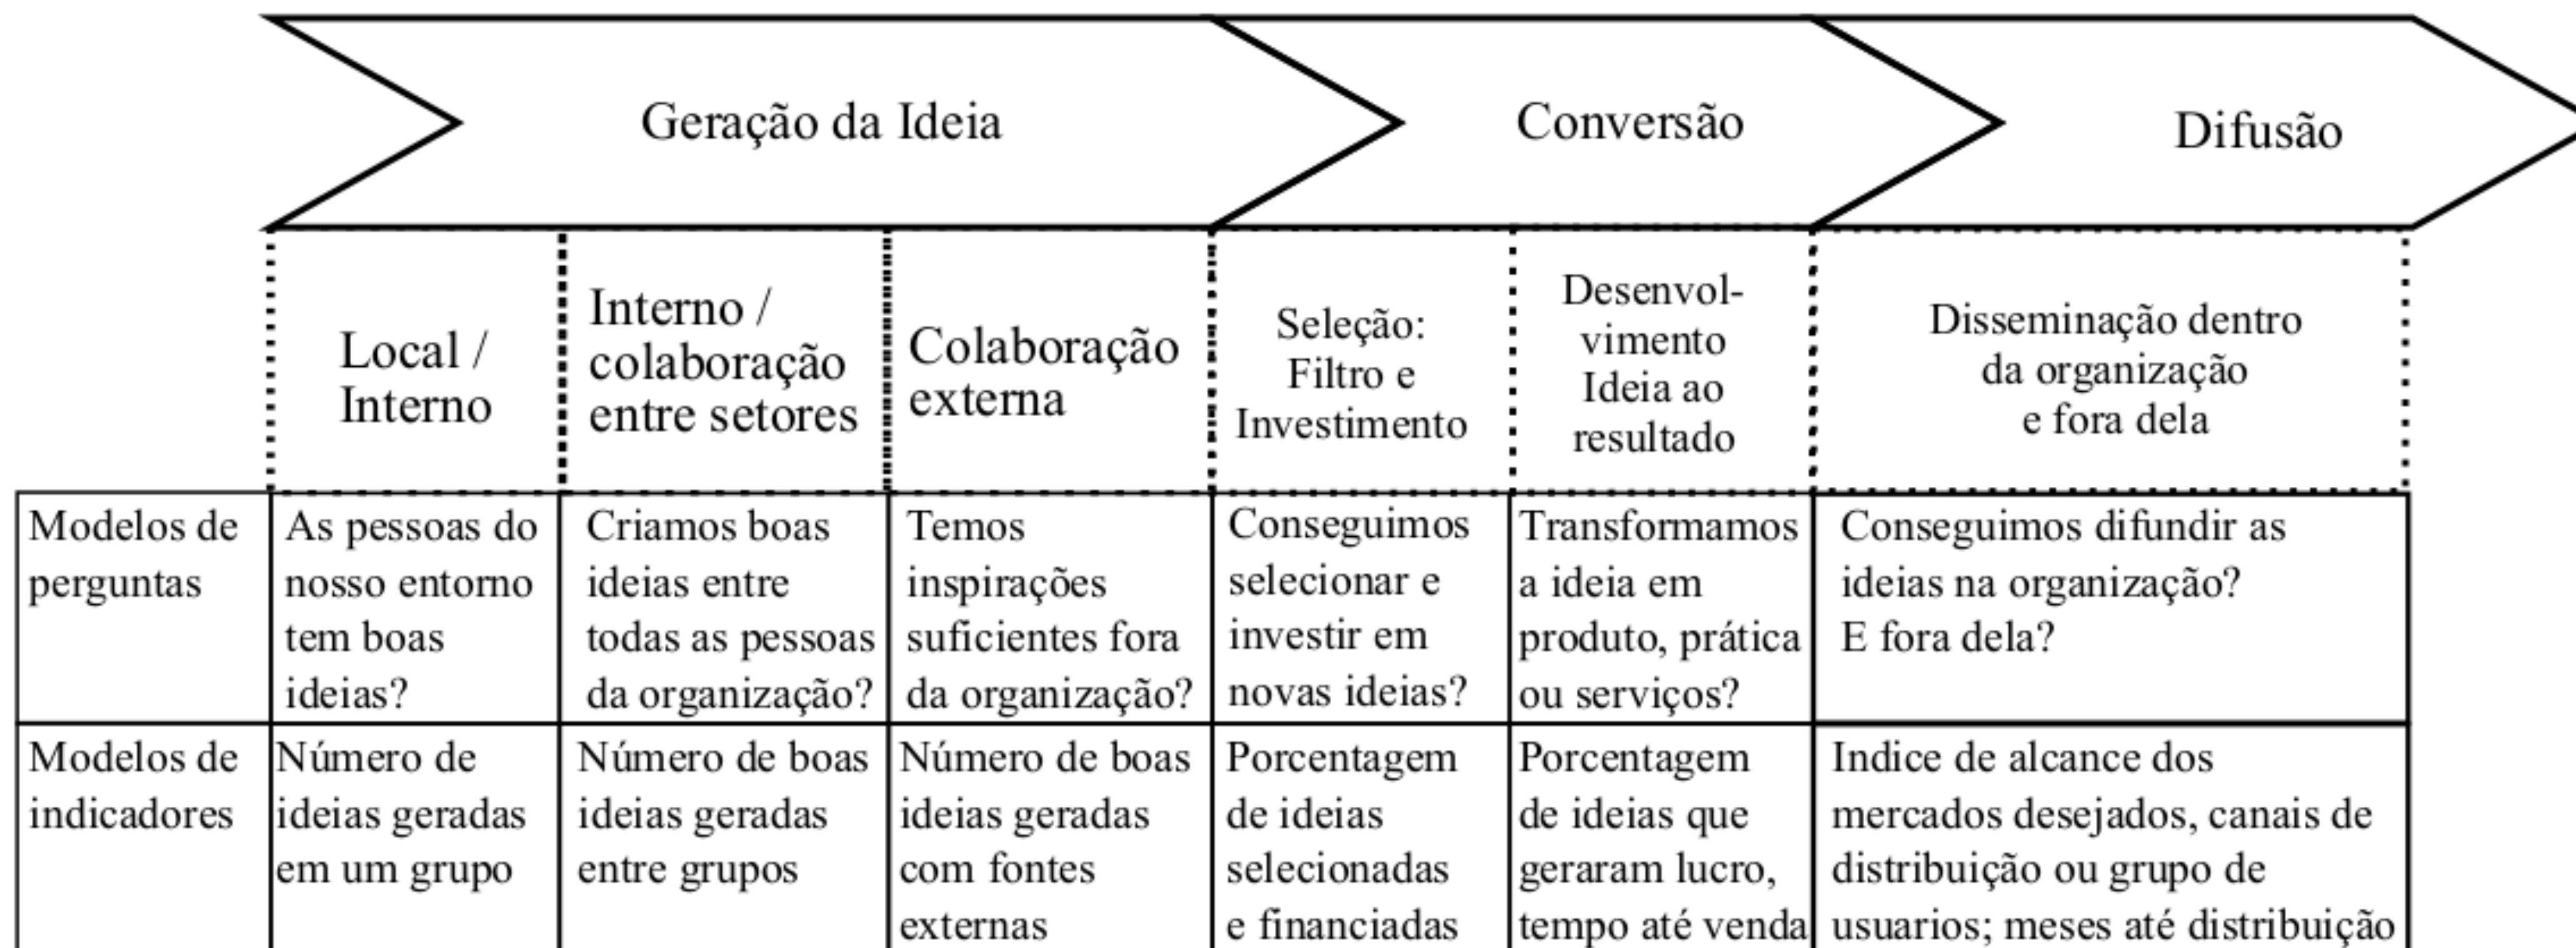 Geração da Ideia
Conversão
Difusão
Local /
Interno
Interno /
colaboração
entre setores
Colaboração
externa
Seleção:
Filtro e
Investimento
Desenvol-
vimento
Ideia ao
resultado
Disseminação dentro
da organização
e fora dela
Modelos de
perguntas
As pessoas do
nosso entorno
tem boas
ideias?
Criamos boas
ideias entre
todas as pessoas
da organização?
Temos
inspirações
suficientes fora
da organização?
Conseguimos
selecionar e
investir em
novas ideias?
Transformamos
a ideia em
produto, prática
ou serviços?
Conseguimos difundir as
ideias na organização?
E fora dela?
Modelos de
indicadores
Número de
ideias geradas
em um grupo
Número de boas
ideias geradas
entre grupos
Número de boas
ideias geradas
com fontes
externas
Porcentagem
de ideias
selecionadas
e financiadas
Porcentagem
de ideias que
geraram lucro,
tempo até venda
Indice de alcance dos
mercados desejados, canais de
distribuição ou grupo de
usuarios; meses até distribuição